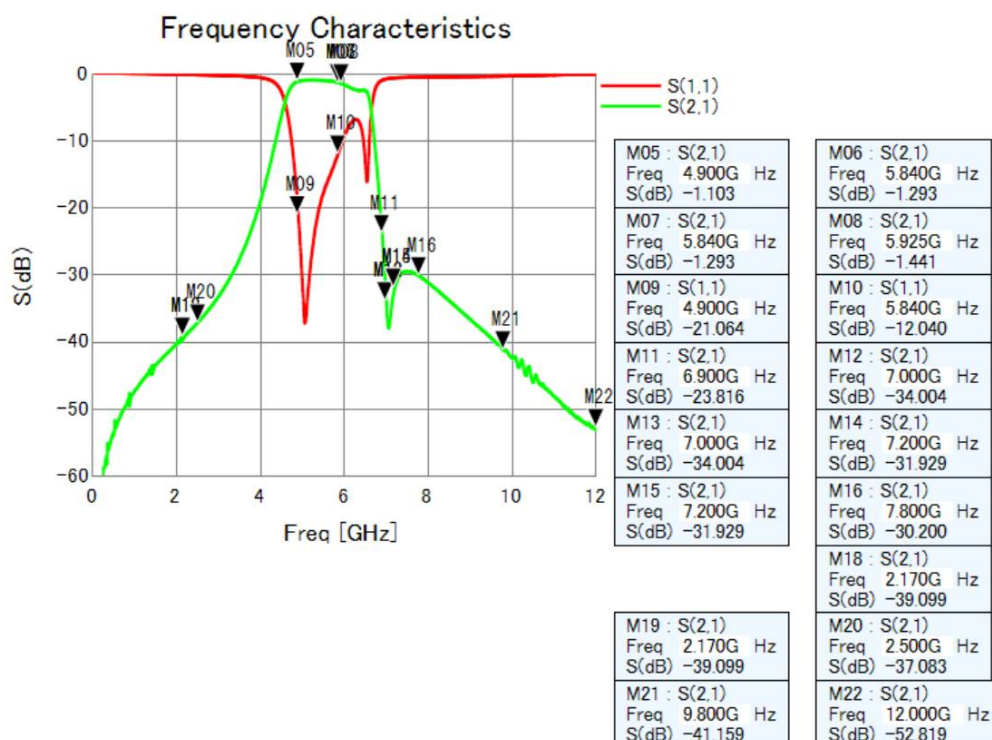 Frequency Characteristics
M05
M10
M09
M11
M16
M20
M21
M22
0
-10
-20
-30
-40
-50
-60
0 2 4 6 8 10 12
S(dB)
Freq [GHz]
S(1,1)
S(2,1)
M05 : S(2,1)
Freq 4.900G Hz
S(dB) -1.103
M06 : S(2,1)
Freq 5.840G Hz
S(dB) -1.293
M07 : S(2,1)
Freq 5.840G Hz
S(dB) -1.293
M08 : S(2,1)
Freq 5.925G Hz
S(dB) -1.441
M09 : S(1,1)
Freq 4.900G Hz
S(dB) -21.064
M10 : S(1,1)
Freq 5.840G Hz
S(dB) -12.040
M11 : S(2,1)
Freq 6.900G Hz
S(dB) -23.816
M12 : S(2,1)
Freq 7.000G Hz
S(dB) -34.004
M13 : S(2,1)
Freq 7.000G Hz
S(dB) -34.004
M14 : S(2,1)
Freq 7.200G Hz
S(dB) -31.929
M15 : S(2,1)
Freq 7.200G Hz
S(dB) -31.929
M16 : S(2,1)
Freq 7.800G Hz
S(dB) -30.200
M18 : S(2,1)
Freq 2.170G Hz
S(dB) -39.099
M19 : S(2,1)
Freq 2.170G Hz
S(dB) -39.099
M20 : S(2,1)
Freq 2.500G Hz
S(dB) -37.083
M21 : S(2,1)
Freq 9.800G Hz
S(dB) -41.159
M22 : S(2,1)
Freq 12.000G Hz
S(dB) -52.819